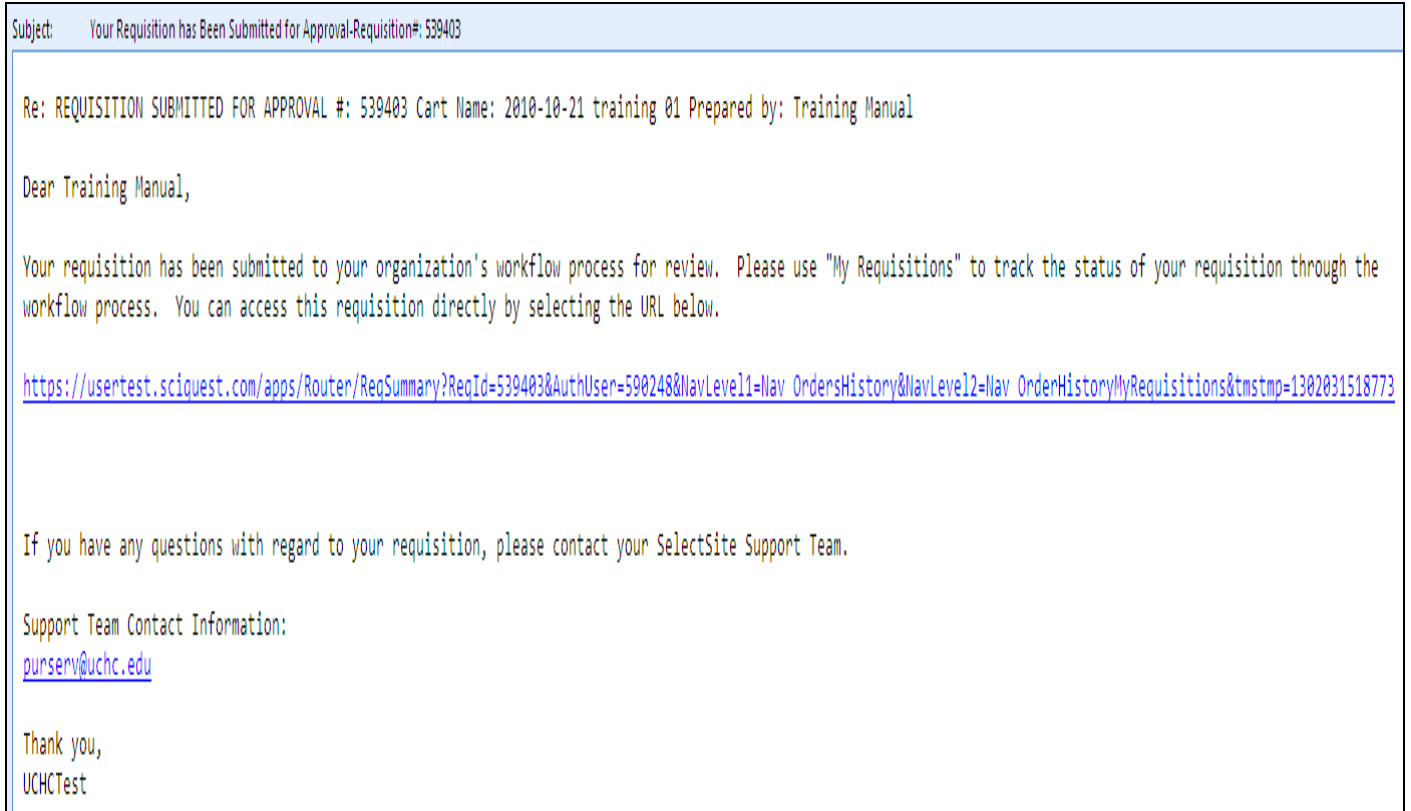 Subject: Your Requisition has Been Submitted for Approval-Requisition#: 539403
Re: REQUISITION SUBMITTED FOR APPROVAL #: 539403 Cart Name: 2010-10-21 training 01 Prepared by: Training Manual
Dear Training Manual,
Your requisition has been submitted to your organization's workflow process for review.  Please use "My Requisitions" to track the status of your requisition through the
workflow process.  You can access this requisition directly by selecting the URL below.
https://usertest.sciquest.com/apps/Router/ReqSummary?ReqId=539403&AuthUser=590248&NavLevel1=Nav_OrdersHistory&NavLevel2=Nav_OrderHistoryMyRequisitions&tmstmp=1302031518773
If you have any questions with regard to your requisition, please contact your SelectSite Support Team.
Support Team Contact Information:
purserv@uchc.edu
Thank you,
UCHCTest